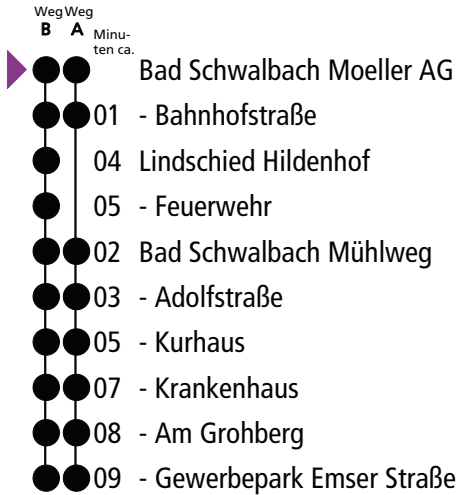 Weg Weg
B A Minu-
ten ca.
Bad Schwalbach Moeller AG
01 - Bahnhofstraße
04 Lindschied Hildenhof
05 - Feuerwehr
02 Bad Schwalbach Mühlweg
03 - Adolfstraße
05 - Kurhaus
07 - Krankenhaus
08 - Am Grohberg
09 - Gewerbepark Emser Straße